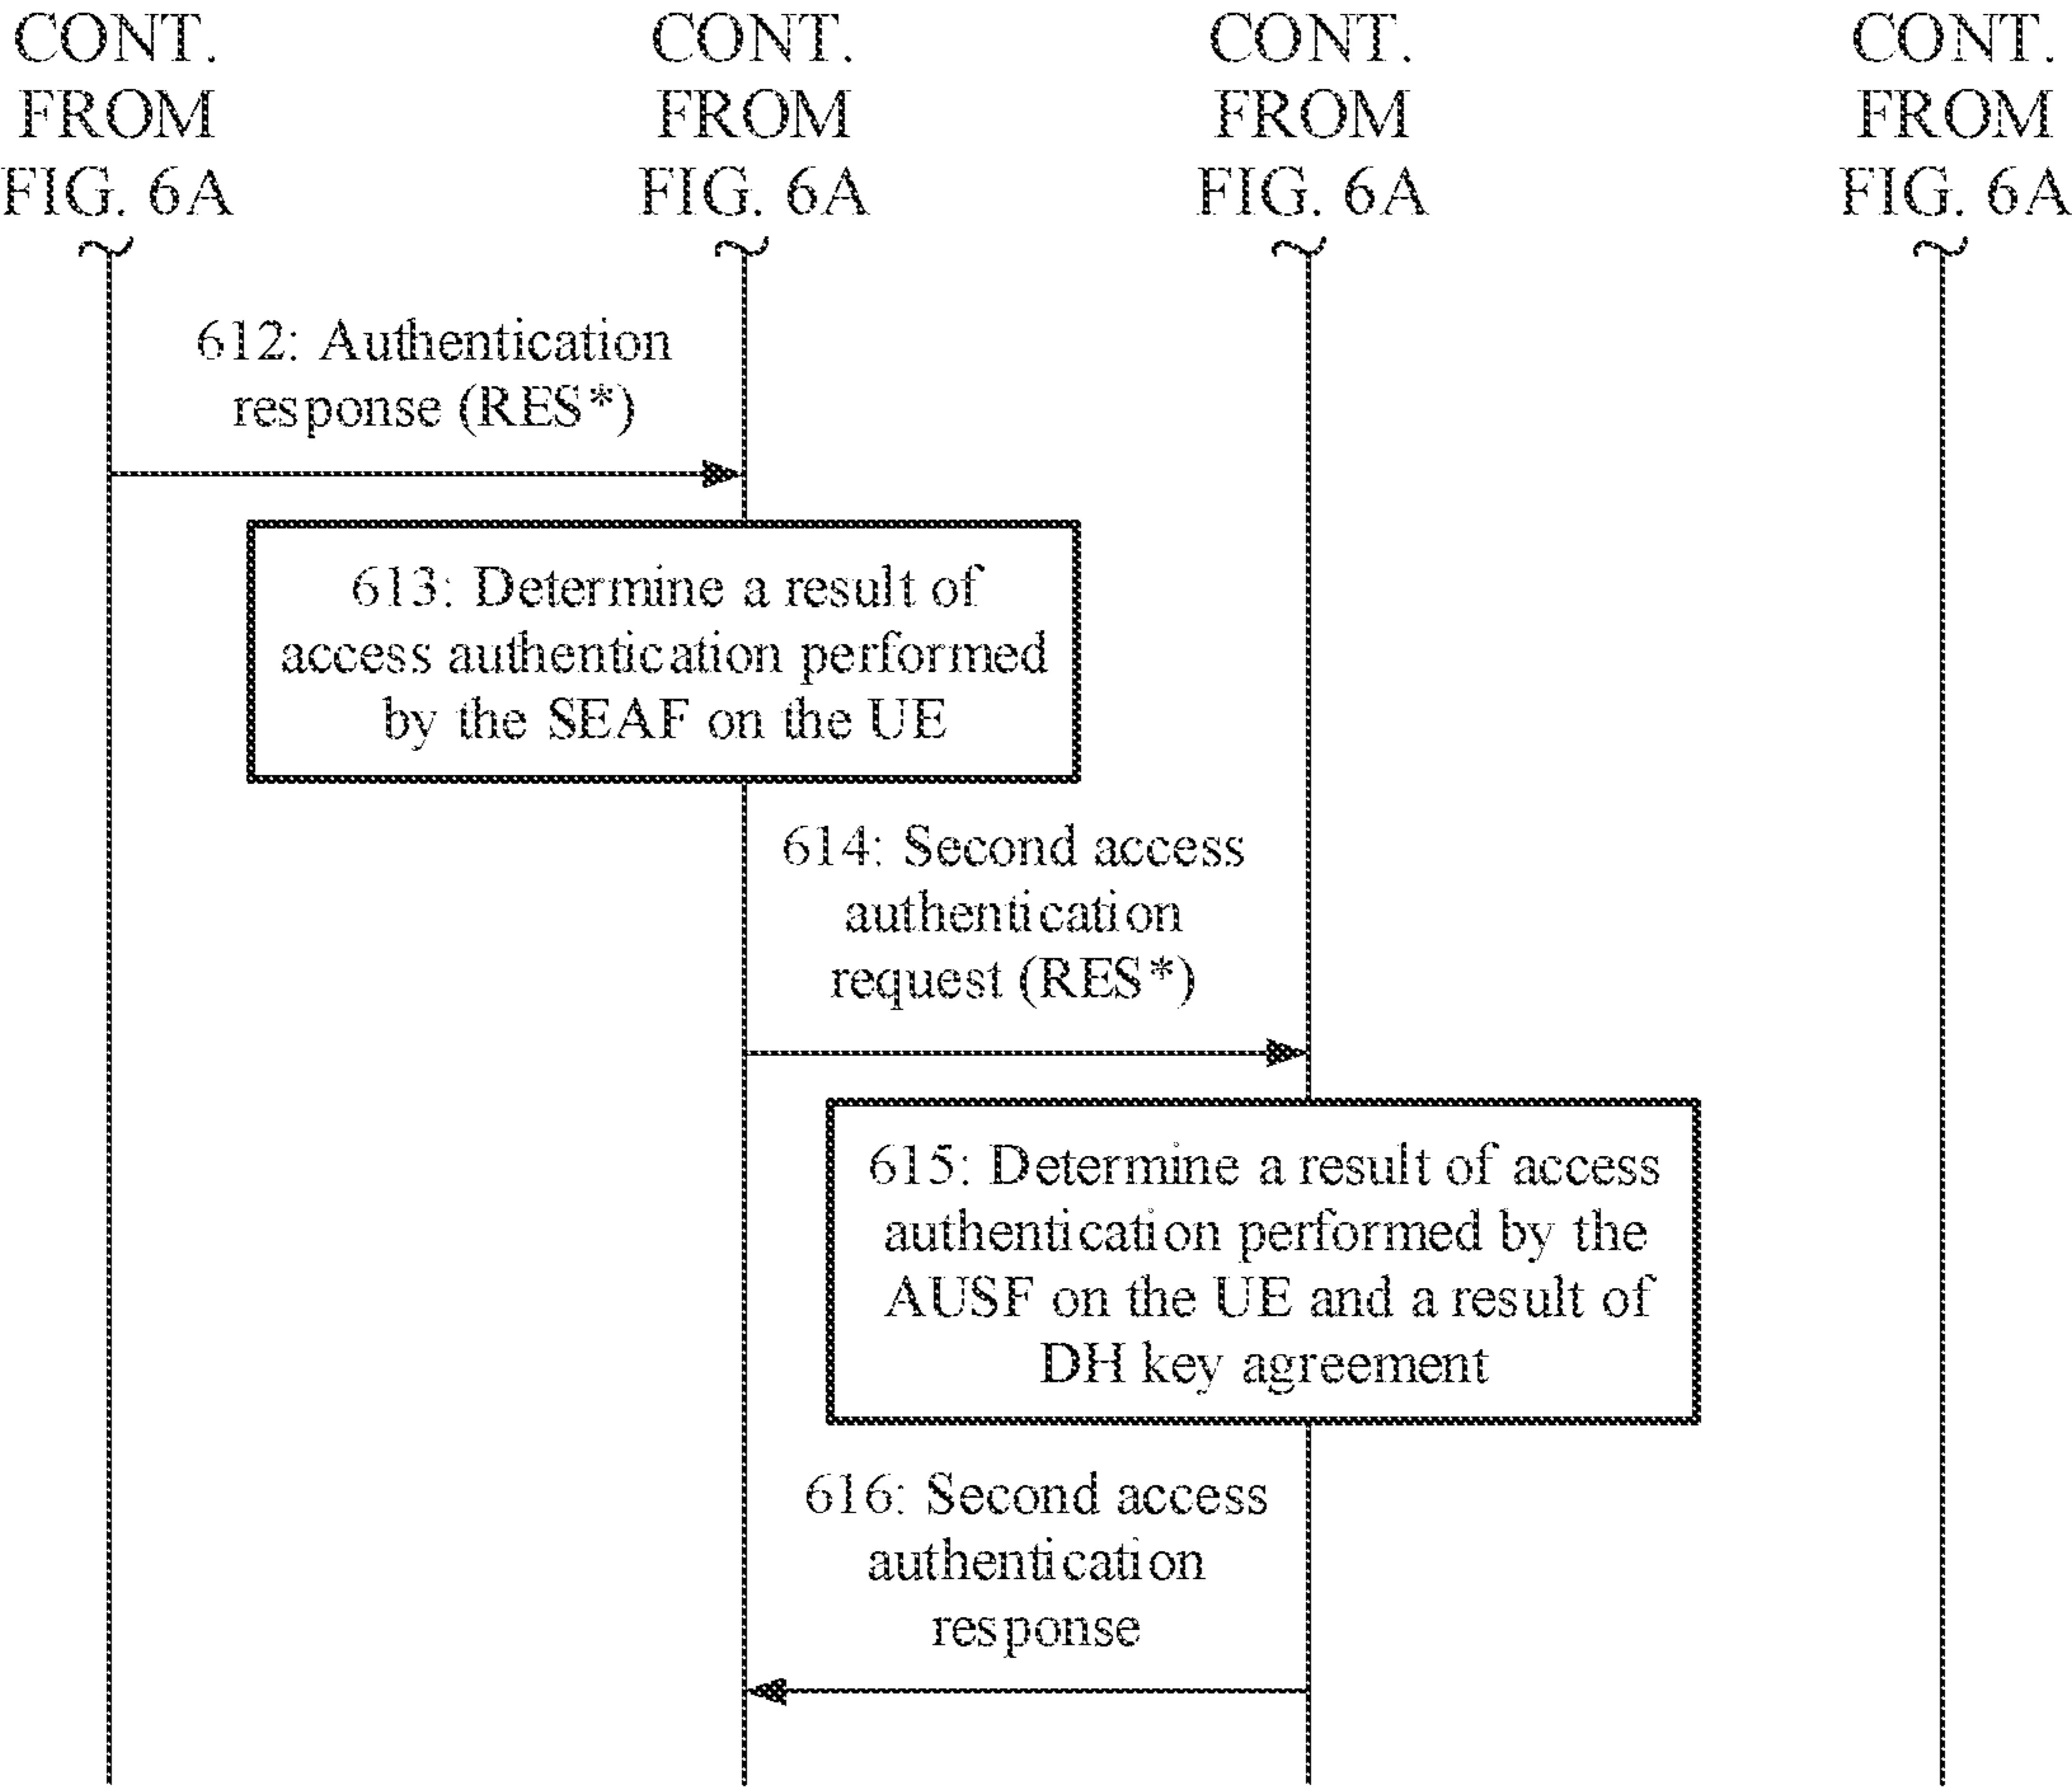 CONT.
FROM
FIG. 6A
CONT.
FROM
FIG. 6A
CONT.
FROM
FIG. 6A
CONT.
FROM
FIG. 6A
612: Authentication
response (RES*)
613: Determine a result of
access authentication performed
by the SEAF on the UE
614: Second access
authentication
request (RES*)
615: Determine a result of access
authentication performed by the
AUSF on the UE and a result of
DH key agreement
616: Second access
authentication
response